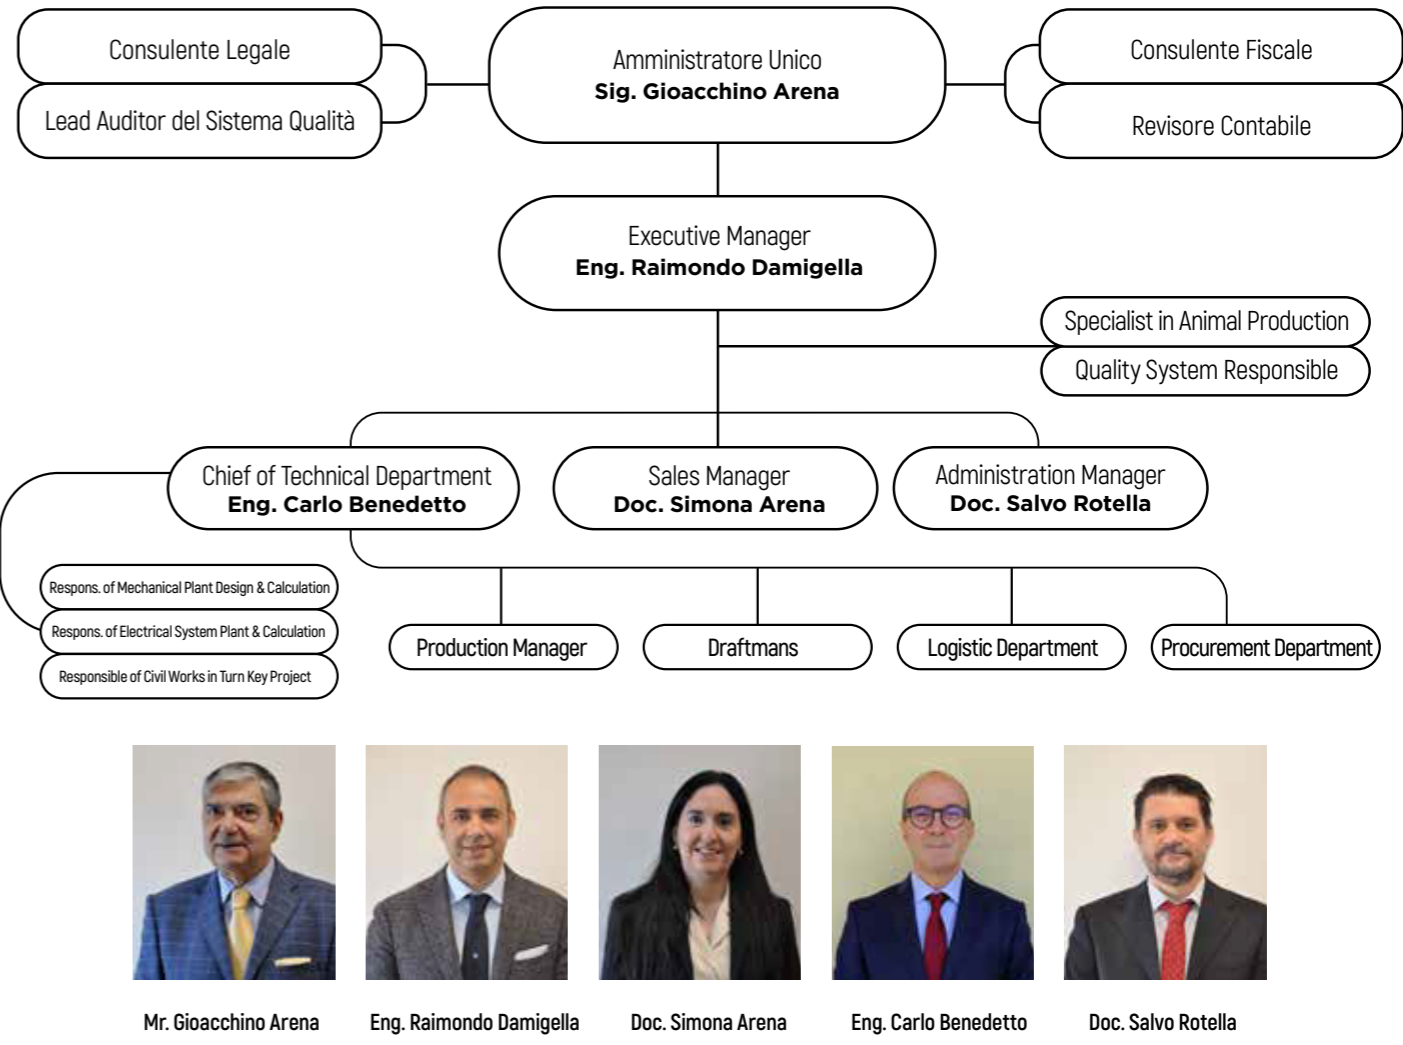 Consulente Legale
Lead Auditor del Sistema Qualità
Amministratore Unico
Sig. Gioacchino Arena
Consulente Fiscale
Revisore Contabile
Executive Manager
Eng. Raimondo Damigella
Specialist in Animal Production
Quality System Responsible
Chief of Technical Department
Eng. Carlo Benedetto
Sales Manager
Doc. Simona Arena
Administration Manager
Doc. Salvo Rotella
Respons. of Mechanical Plant Design & Calculation
Respons. of Electrical System Plant & Calculation
Responsible of Civil Works in Turn Key Project
Production Manager
Draftmans
Logistic Department
Procurement Department
Mr. Gioacchino Arena
Eng. Raimondo Damigella
Doc. Simona Arena
Eng. Carlo Benedetto
Doc. Salvo Rotella